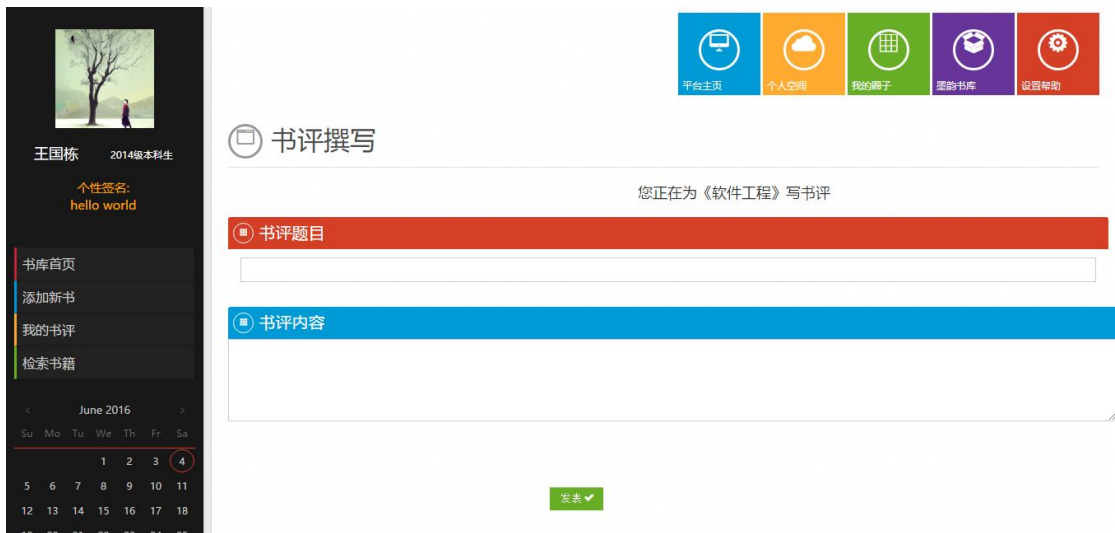 平台主页 个人空间 我的圈子 墨韵书库 设置帮助
王国栋 2014级本科生
个性签名:
hello world
书库首页
添加新书
我的书评
检索书籍
< June 2016 >
Su Mo Tu We Th Fr Sa
1 2 3 4
5 6 7 8 9 10 11
12 13 14 15 16 17 18
书评撰写
您正在为《软件工程》写书评
书评题目
书评内容
发表